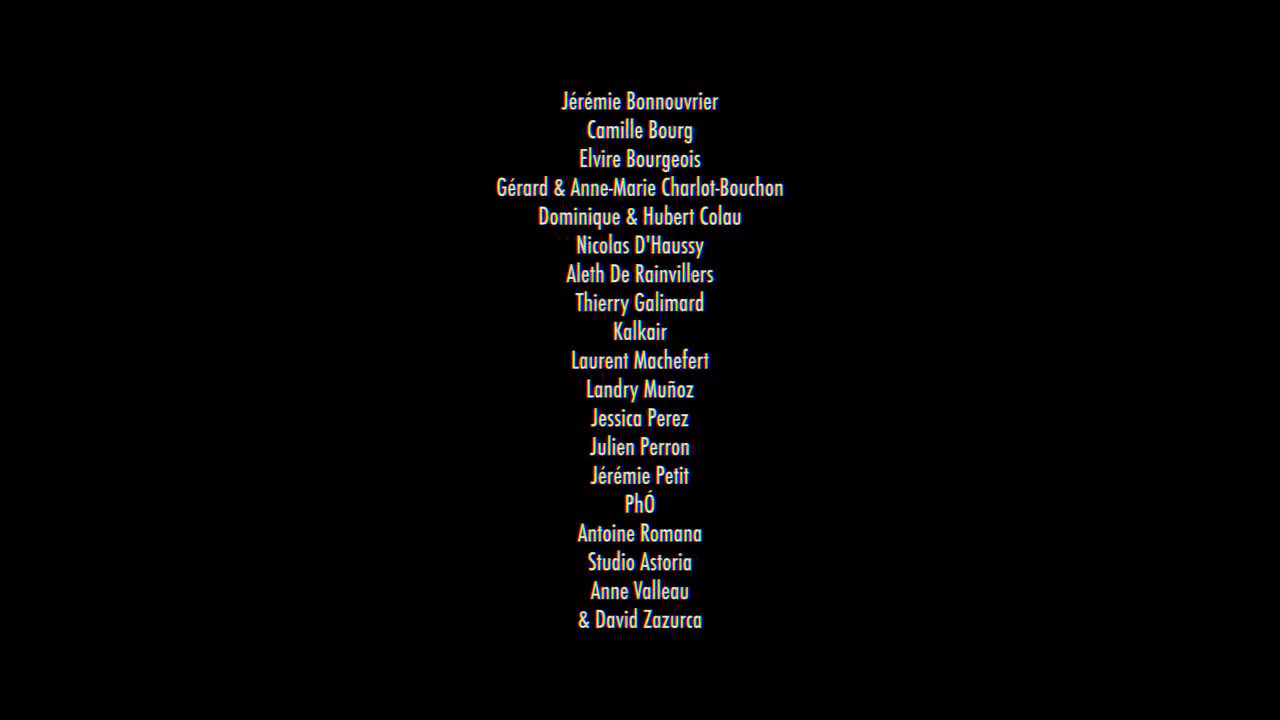 Jérémie Bonnouvrier
Camille Bourg
Elvire Bourgeois
Gérard & Anne-Marie Charlot-Bouchon
Dominique & Hubert Colau
Nicolas D'Haussy
Aleth De Rainvillers
Thierry Galimard
Kalkair
Laurent Machefert
Landry Muñoz
Jessica Perez
Julien Perron
Jérémie Petit
PhÓ
Antoine Romana
Studio Astoria
Anne Valleau
& David Zazurca